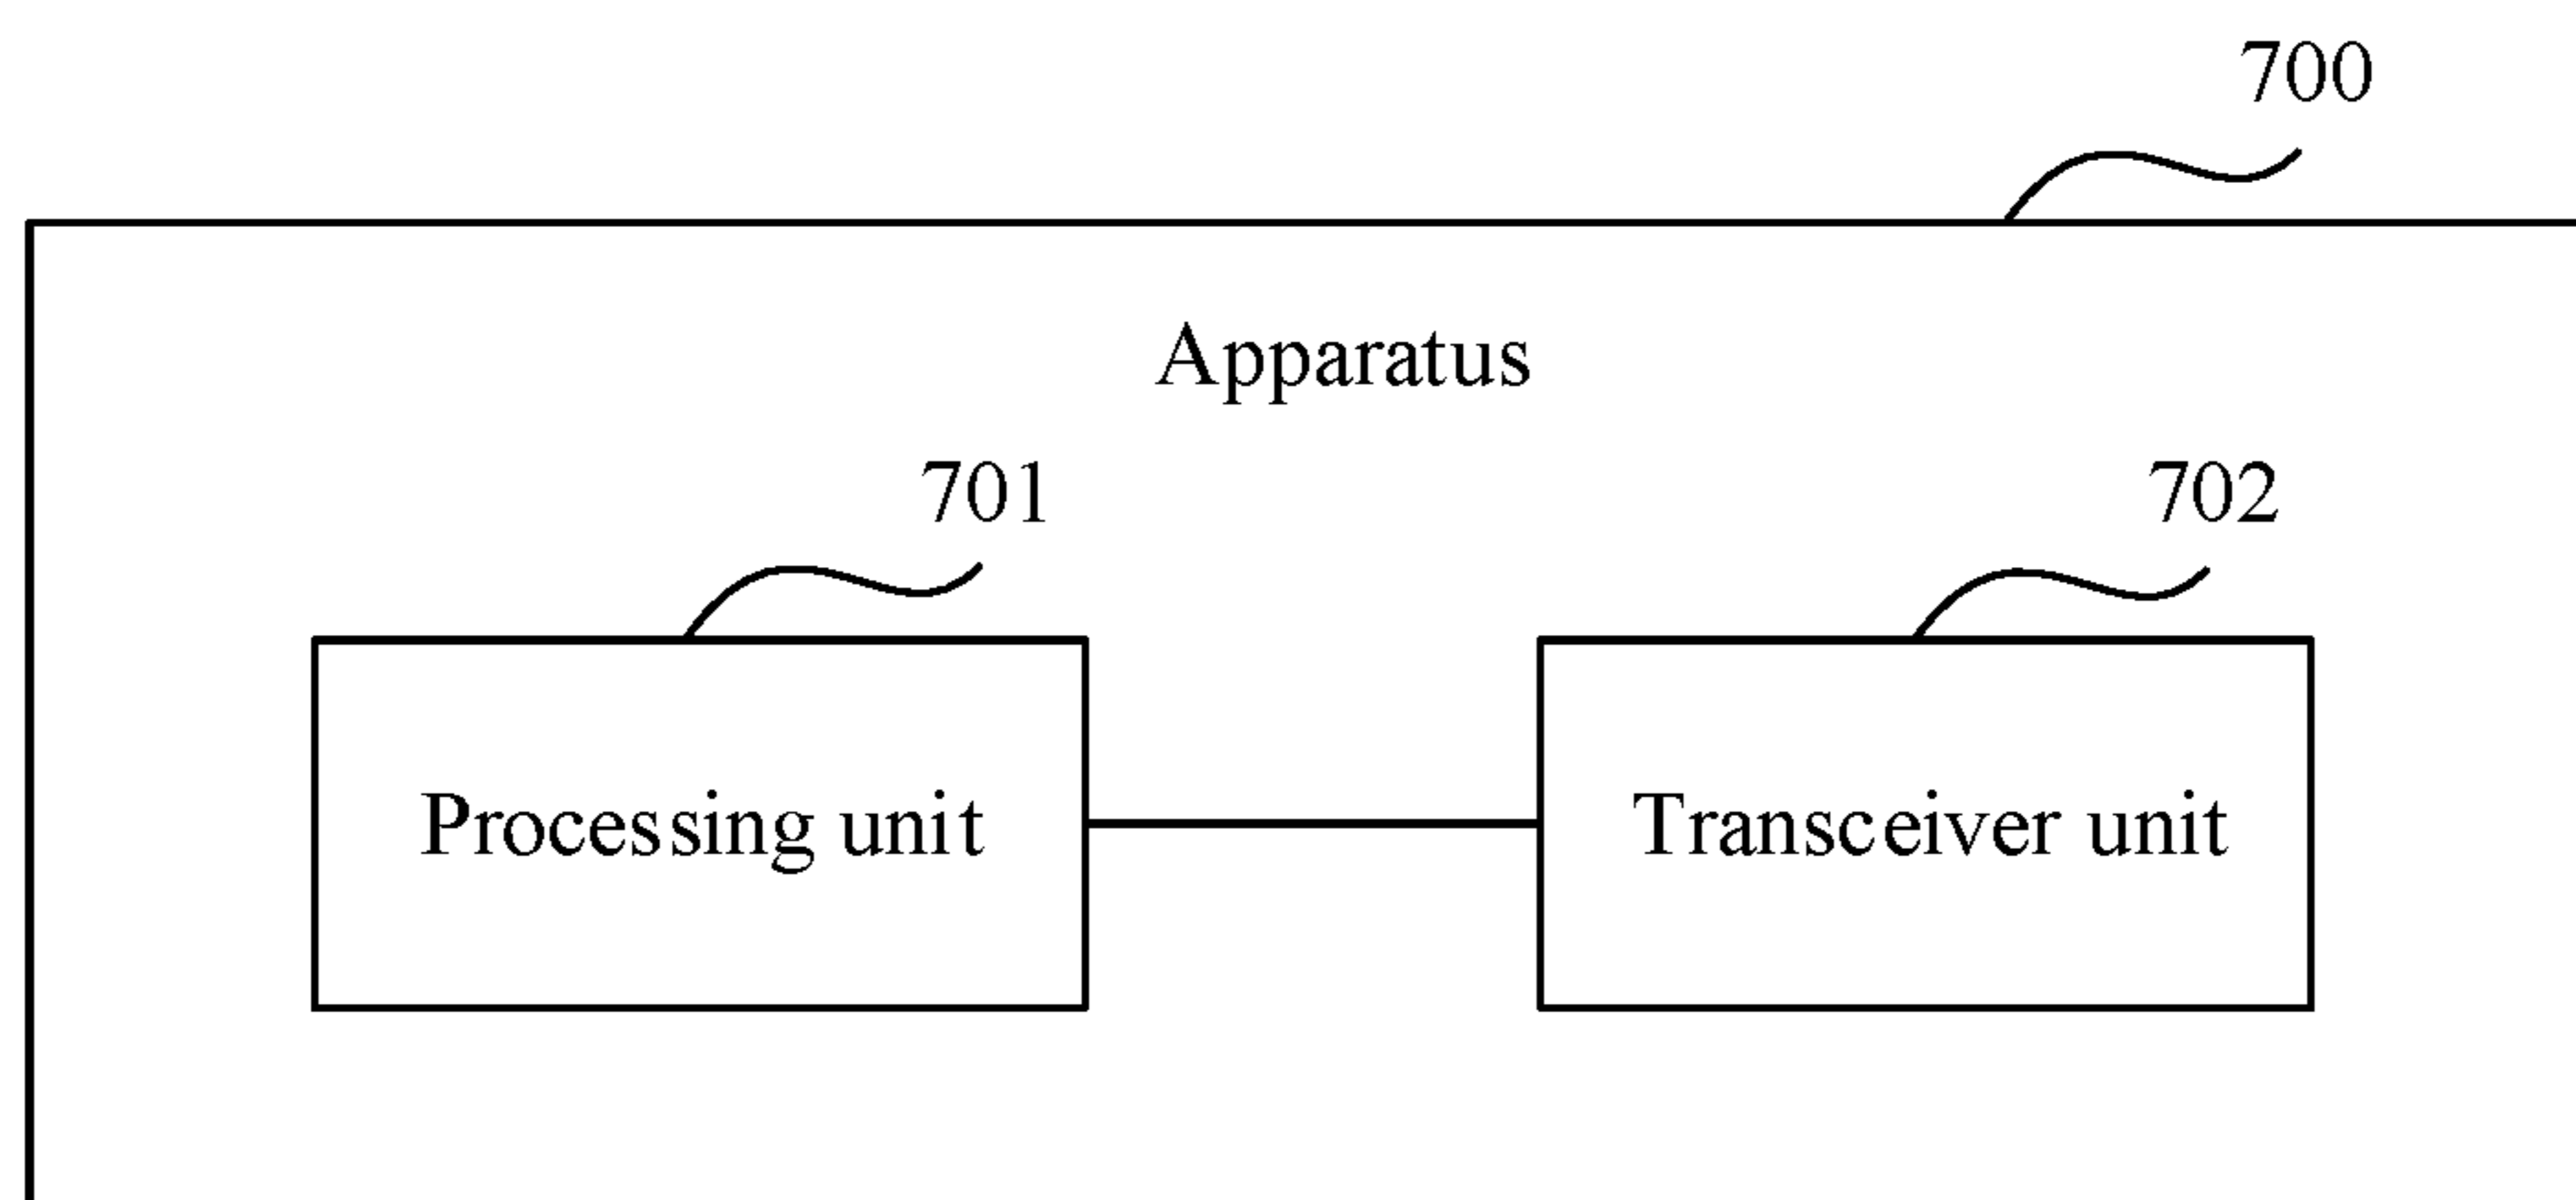 700
Apparatus
701
702
Processing unit
Transceiver unit